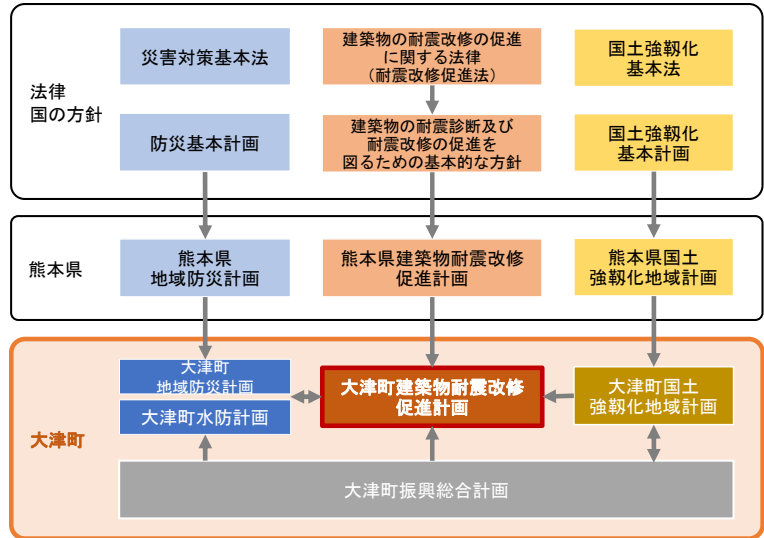 法律
国の方針
災害対策基本法
建築物の耐震改修の促進
に関する法律
（耐震改修促進法）
国土強靱化
基本法
防災基本計画
建築物の耐震診断及び
耐震改修の促進を
図るための基本的な方針
国土強靱化
基本計画
熊本県
熊本県
地域防災計画
熊本県建築物耐震改修
促進計画
熊本県国土
強靱化地域計画
大津町
大津町
地域防災計画
大津町水防計画
大津町建築物耐震改修
促進計画
大津町国土
強靱化地域計画
大津町振興総合計画